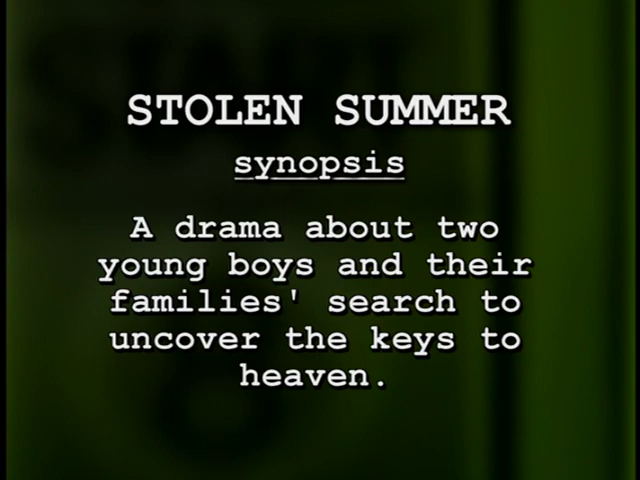 STOLEN SUMMER
synopsis
A drama about two
young boys and their
families' search to
uncover the keys to
heaven.